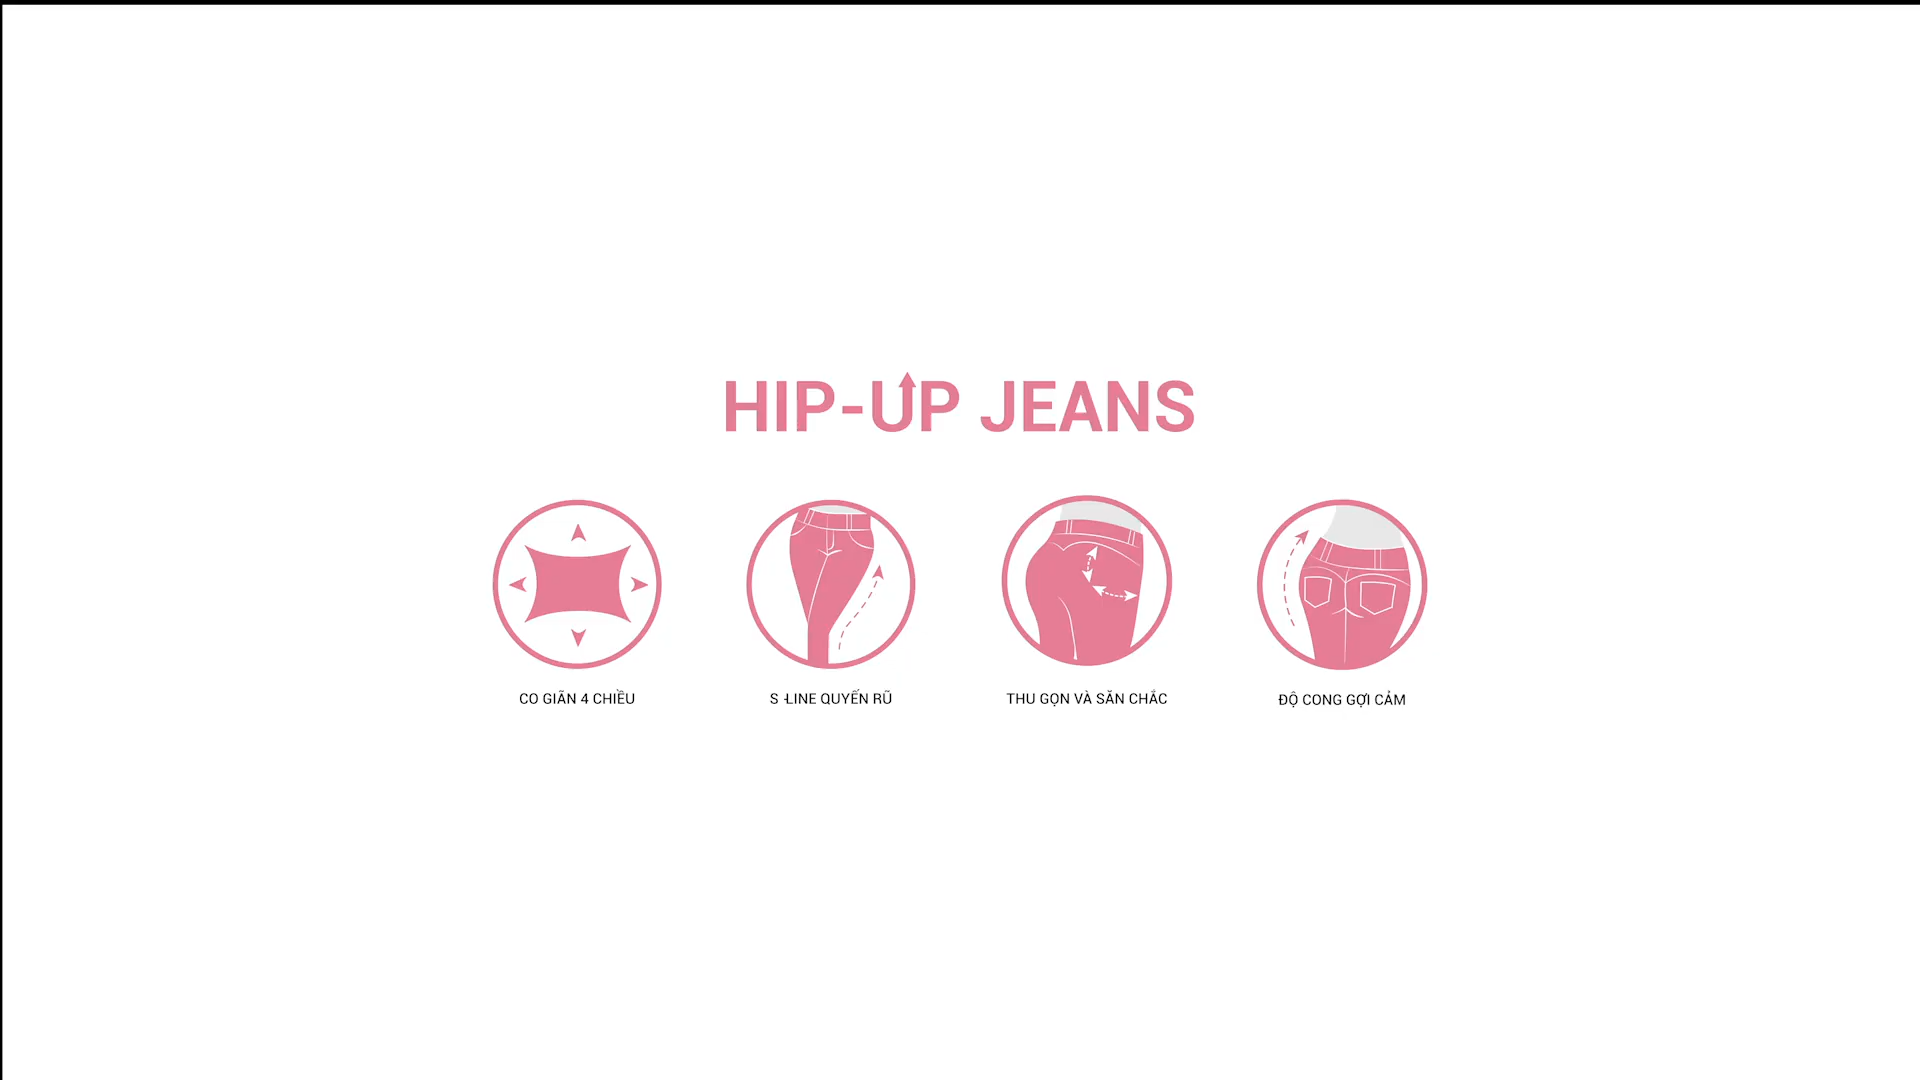 HIP-UP JEANS
CO GIÃN 4 CHIỀU
S -LINE QUYẾN RŨ
THU GỌN VÀ SĂN CHẮC
ĐỘ CONG GỢI CẢM